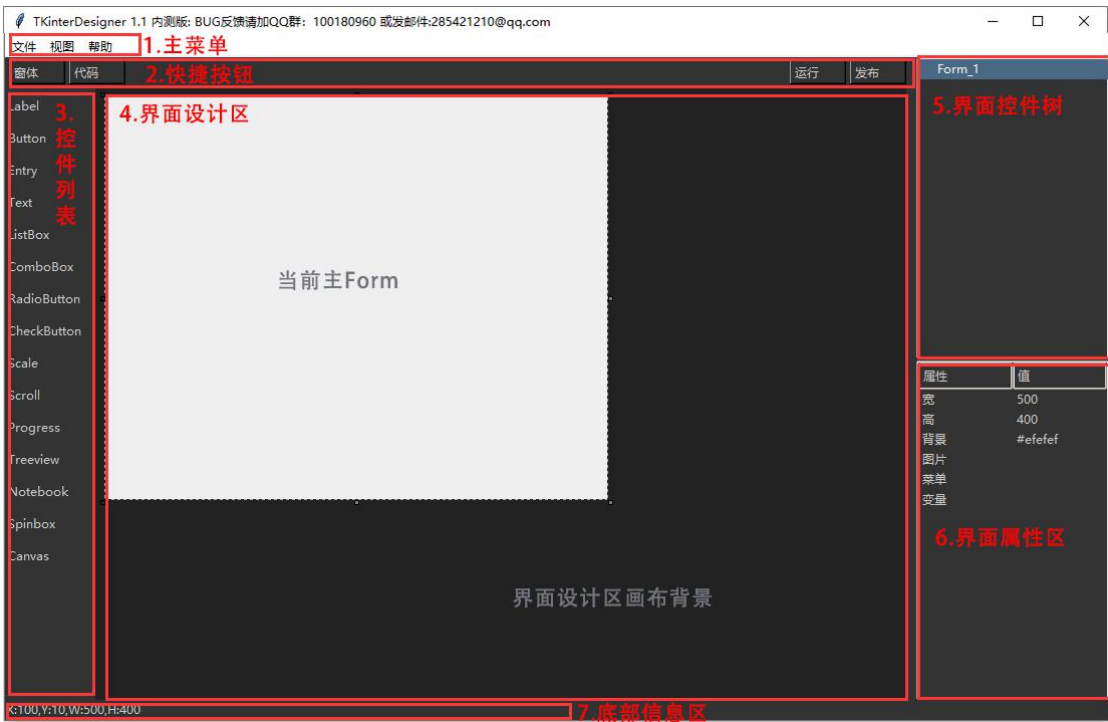 TKinterDesigner 1.1 内测版: BUG反馈请加QQ群: 100180960 或发邮件:285421210@qq.com
文件 视图 帮助
1.主菜单
窗体 代码
2.快捷按钮
运行 发布
Form_1
5.界面控件树
3.控件列表
Label
Button
Entry
Text
ListBox
ComboBox
RadioButton
CheckButton
Scale
Scroll
Progress
Treeview
Notebook
Spinbox
Canvas
4.界面设计区
当前主Form
界面设计区画布背景
属性 值
宽 500
高 400
背景 #efefef
图片
菜单
变量
6.界面属性区
X:100,Y:10,W:500,H:400
7.底部信息区